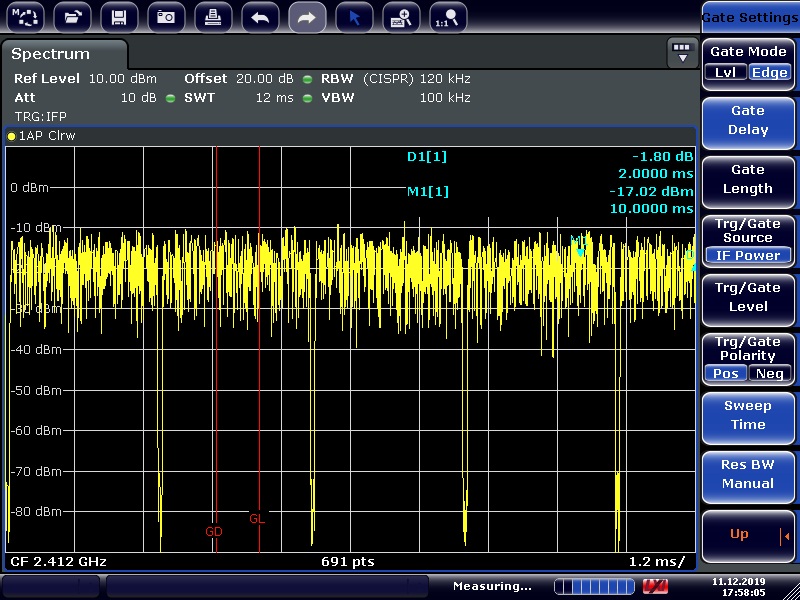 1:1
Gate Settings
Spectrum
Ref Level 10.00 dBm Offset 20.00 dB RBW (CISPR) 120 kHz
Att 10 dB SWT 12 ms VBW 100 kHz
TRG:IFP
1AP Clrw
D1[1] -1.80 dB
2.0000 ms
M1[1] -17.02 dBm
10.0000 ms
0 dBm
-10 dBm
-30 dBm
-40 dBm
-50 dBm
-60 dBm
-70 dBm
-80 dBm
GD
GL
CF 2.412 GHz 691 pts 1.2 ms/
Gate Mode
Lvl Edge
Gate
Delay
Gate
Length
Trg/Gate
Source
IF Power
Trg/Gate
Level
Trg/Gate
Polarity
Pos Neg
Sweep
Time
Res BW
Manual
Up
Measuring...
11.12.2019
17:58:05